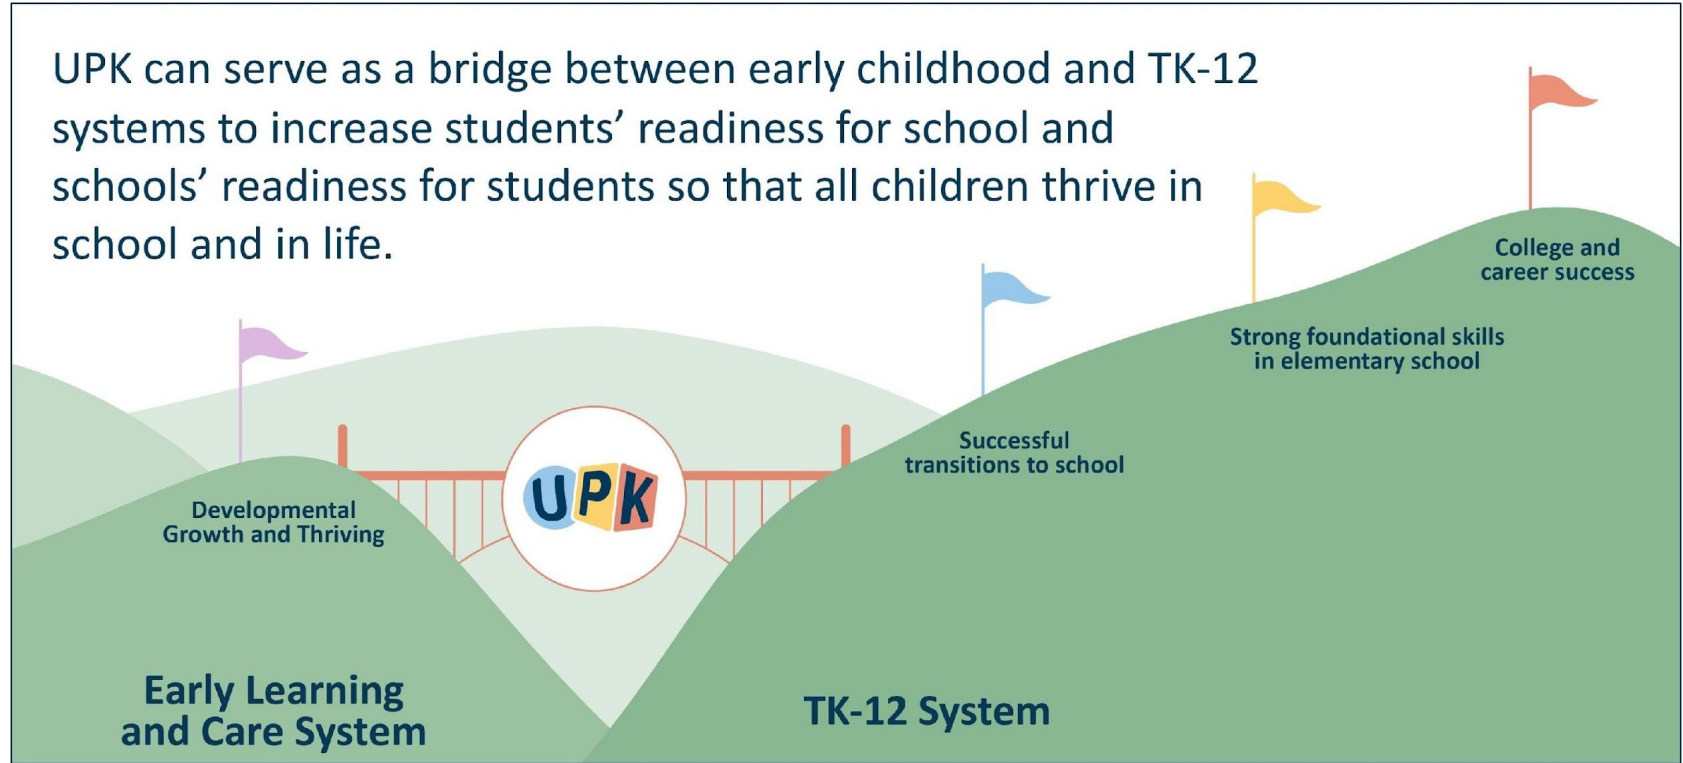 UPK can serve as a bridge between early childhood and TK-12
systems to increase students’ readiness for school and
schools’ readiness for students so that all children thrive in
school and in life.
College and
career success
Strong foundational skills
in elementary school
Successful
transitions to school
UPK
Developmental
Growth and Thriving
Early Learning
and Care System
TK-12 System